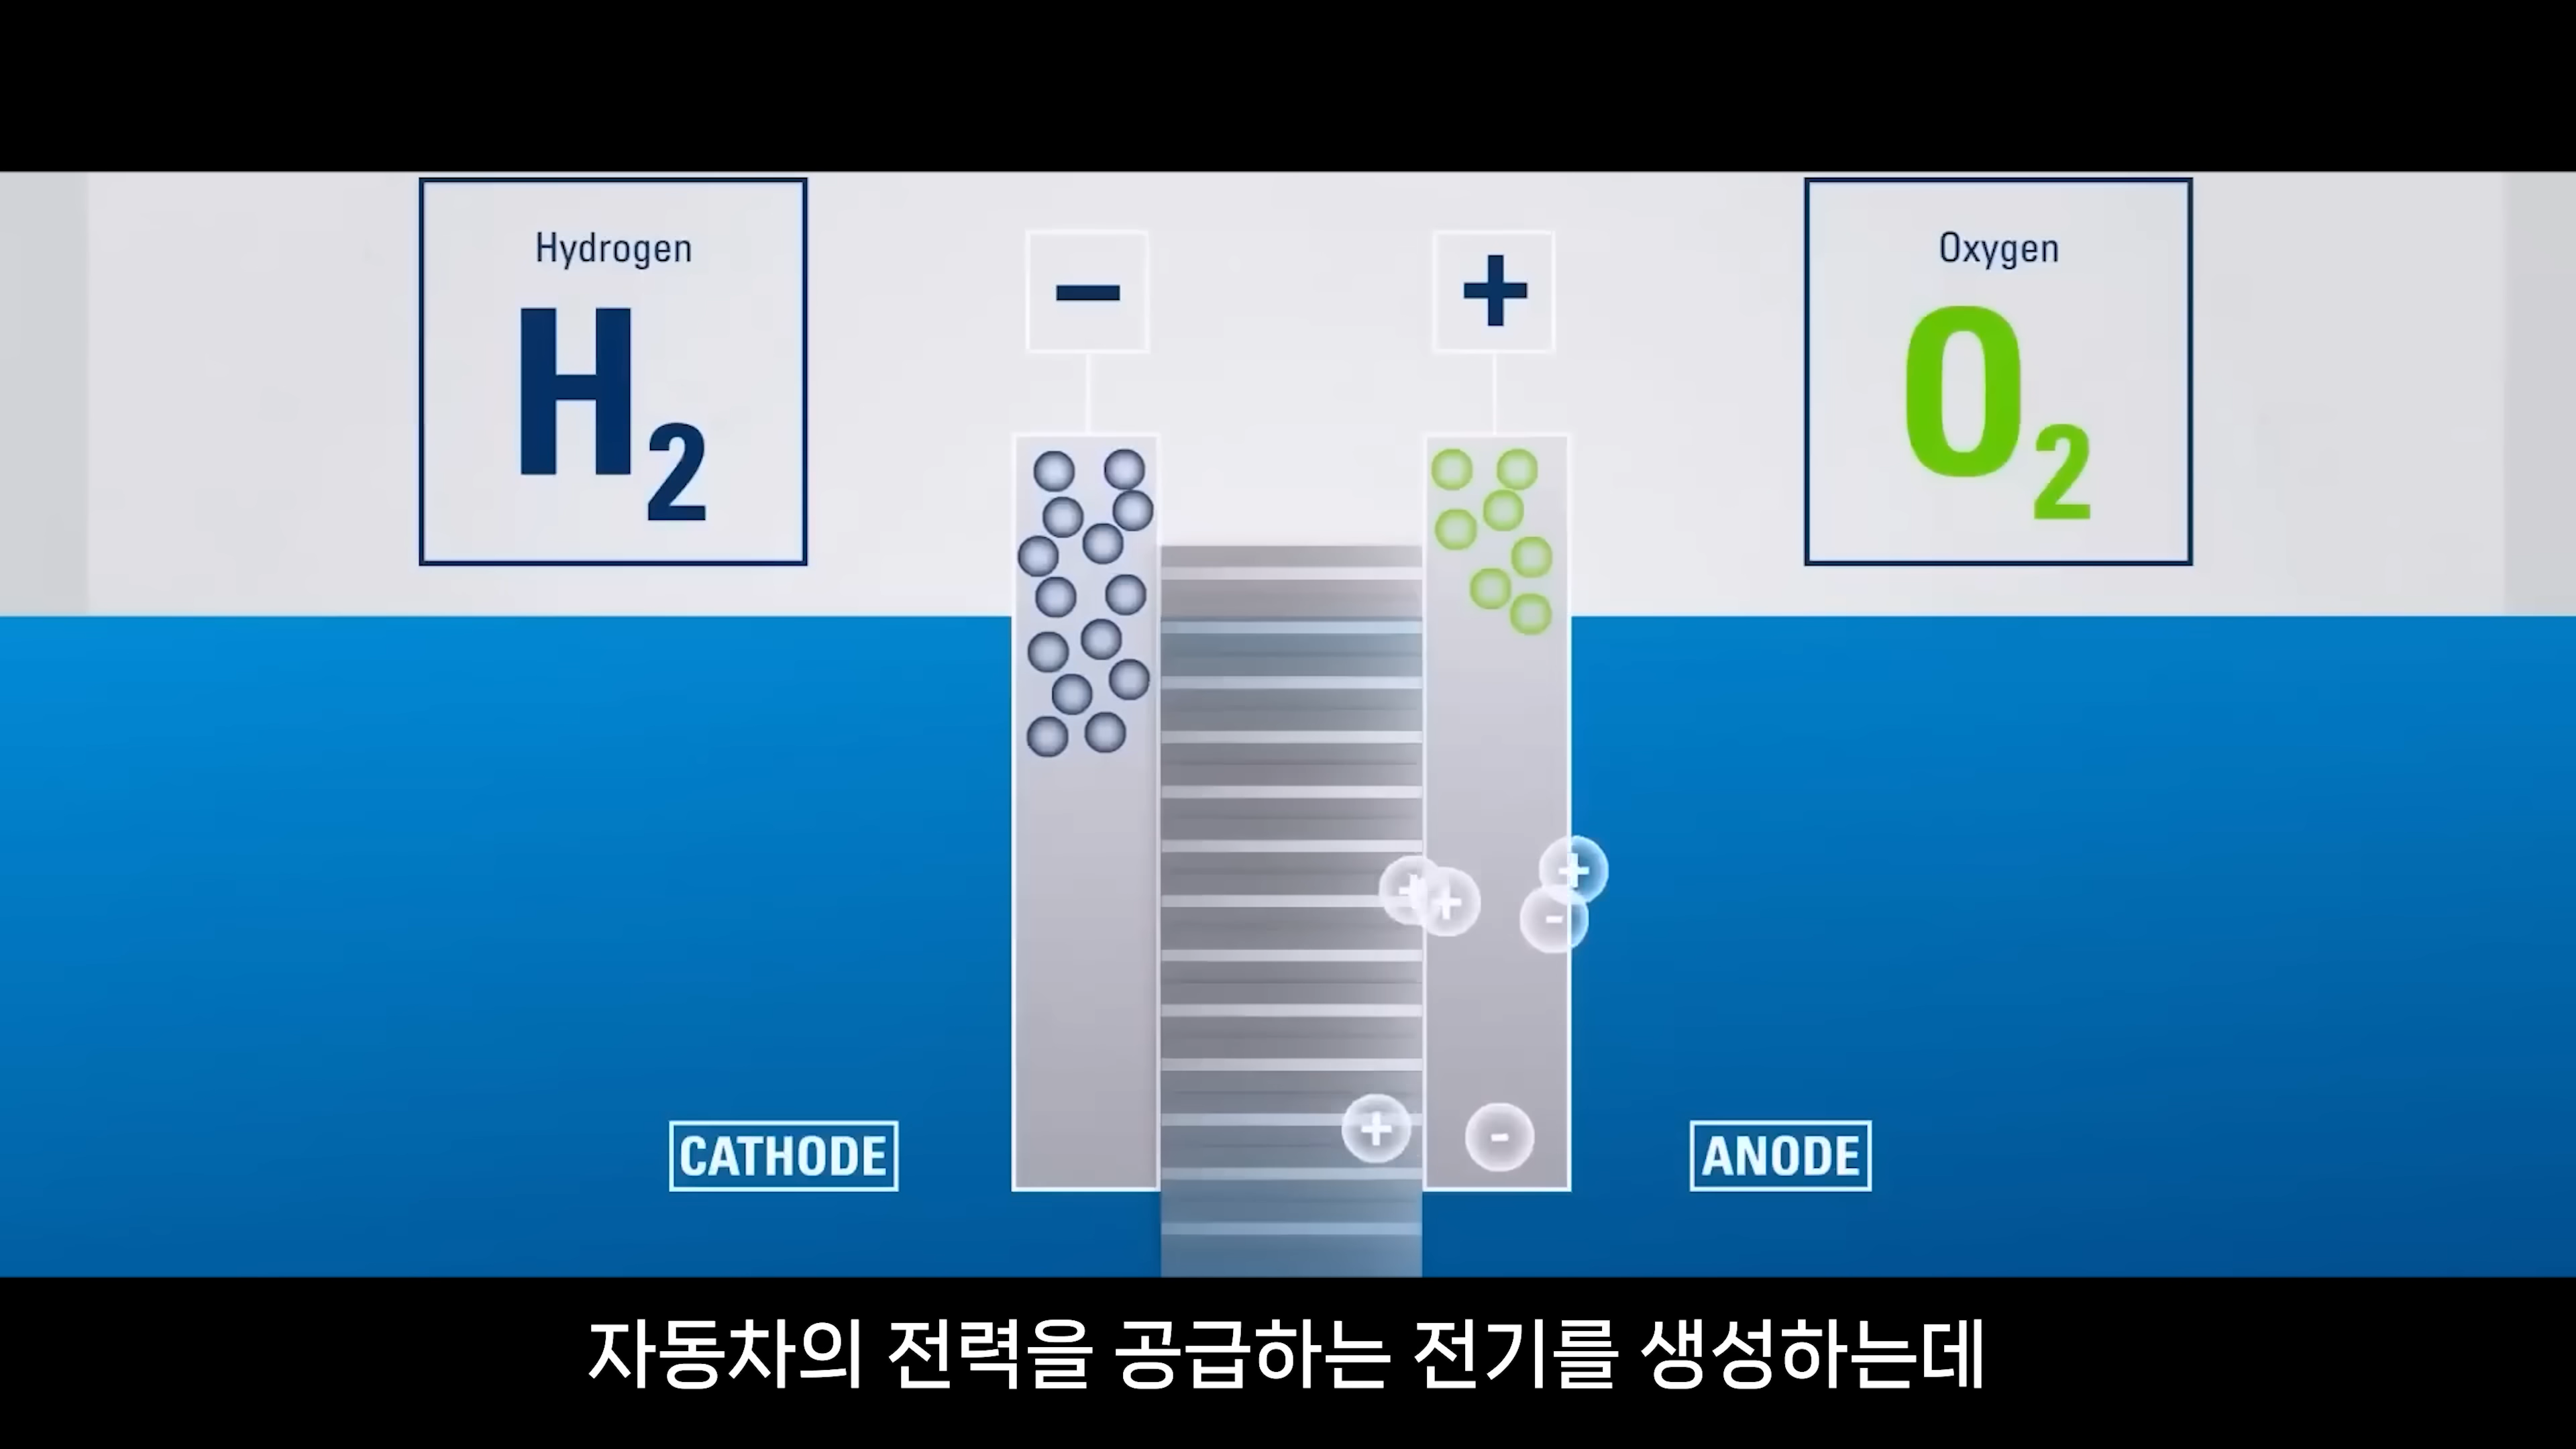 Hydrogen
H2
−
+
Oxygen
O2
+
+
+
-
+
-
CATHODE
ANODE
자동차의 전력을 공급하는 전기를 생성하는데